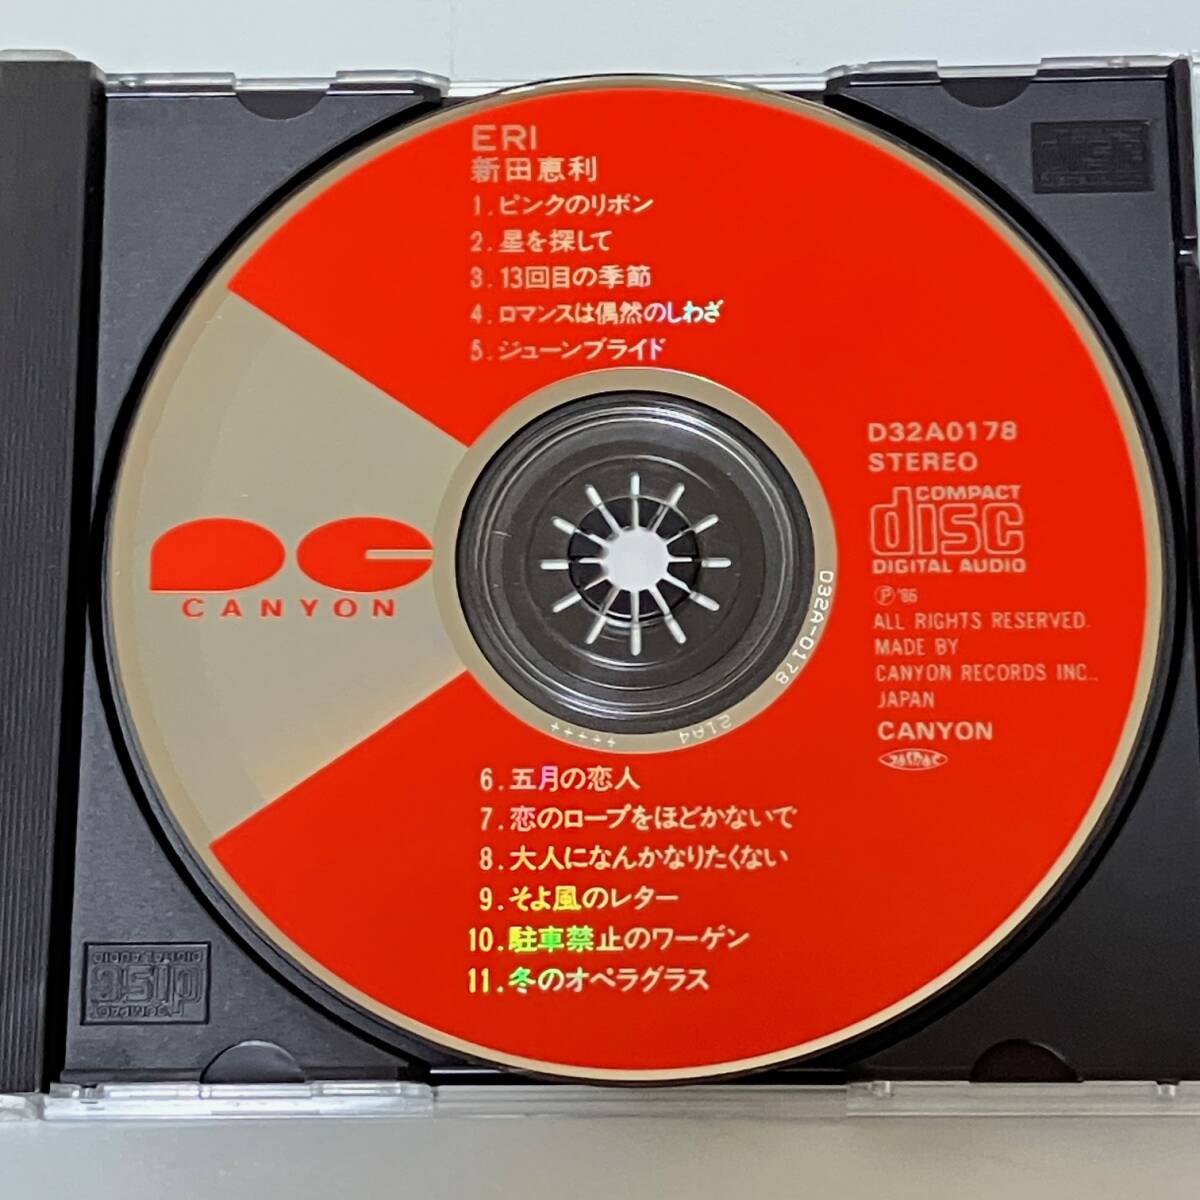 ERI
新田恵利
1.ピンクのリボン
2.星を探して
3.13回目の季節
4.ロマンスは偶然のしわざ
5.ジューンブライド
D32A0178
STEREO
COMPACT
disc
DIGITAL AUDIO
Ⓟ'86
ALL RIGHTS RESERVED.
MADE BY
CANYON RECORDS INC.,
JAPAN
CANYON
CANYON
D32A-0178
21A4
+++++
6.五月の恋人
7.恋のロープをほどかないで
8.大人になんかなりたくない
9.そよ風のレター
10.駐車禁止のワーゲン
11.冬のオペラグラス
COMPACT
disc
DIGITAL AUDIO